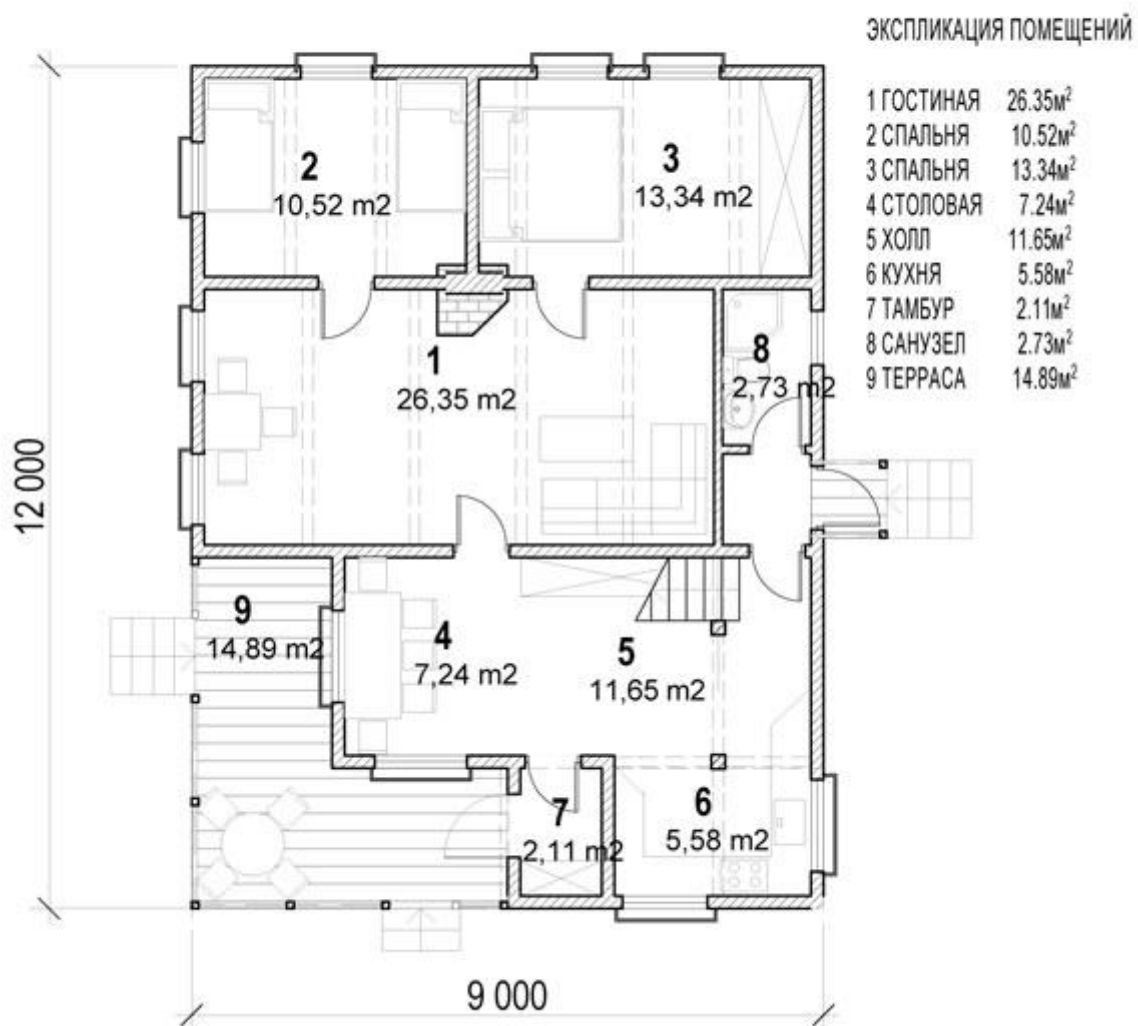 ЭКСПЛИКАЦИЯ ПОМЕЩЕНИЙ
1 ГОСТИНАЯ 26.35м²
2 СПАЛЬНЯ 10.52м²
3 СПАЛЬНЯ 13.34м²
4 СТОЛОВАЯ 7.24м²
5 ХОЛЛ 11.65м²
6 КУХНЯ 5.58м²
7 ТАМБУР 2.11м²
8 САНУЗЕЛ 2.73м²
9 ТЕРРАСА 14.89м²
2
10,52 m2
3
13,34 m2
1
26,35 m2
8
2,73 m2
12 000
9
14,89 m2
4
7,24 m2
5
11,65 m2
7
2,11 m2
6
5,58 m2
9 000